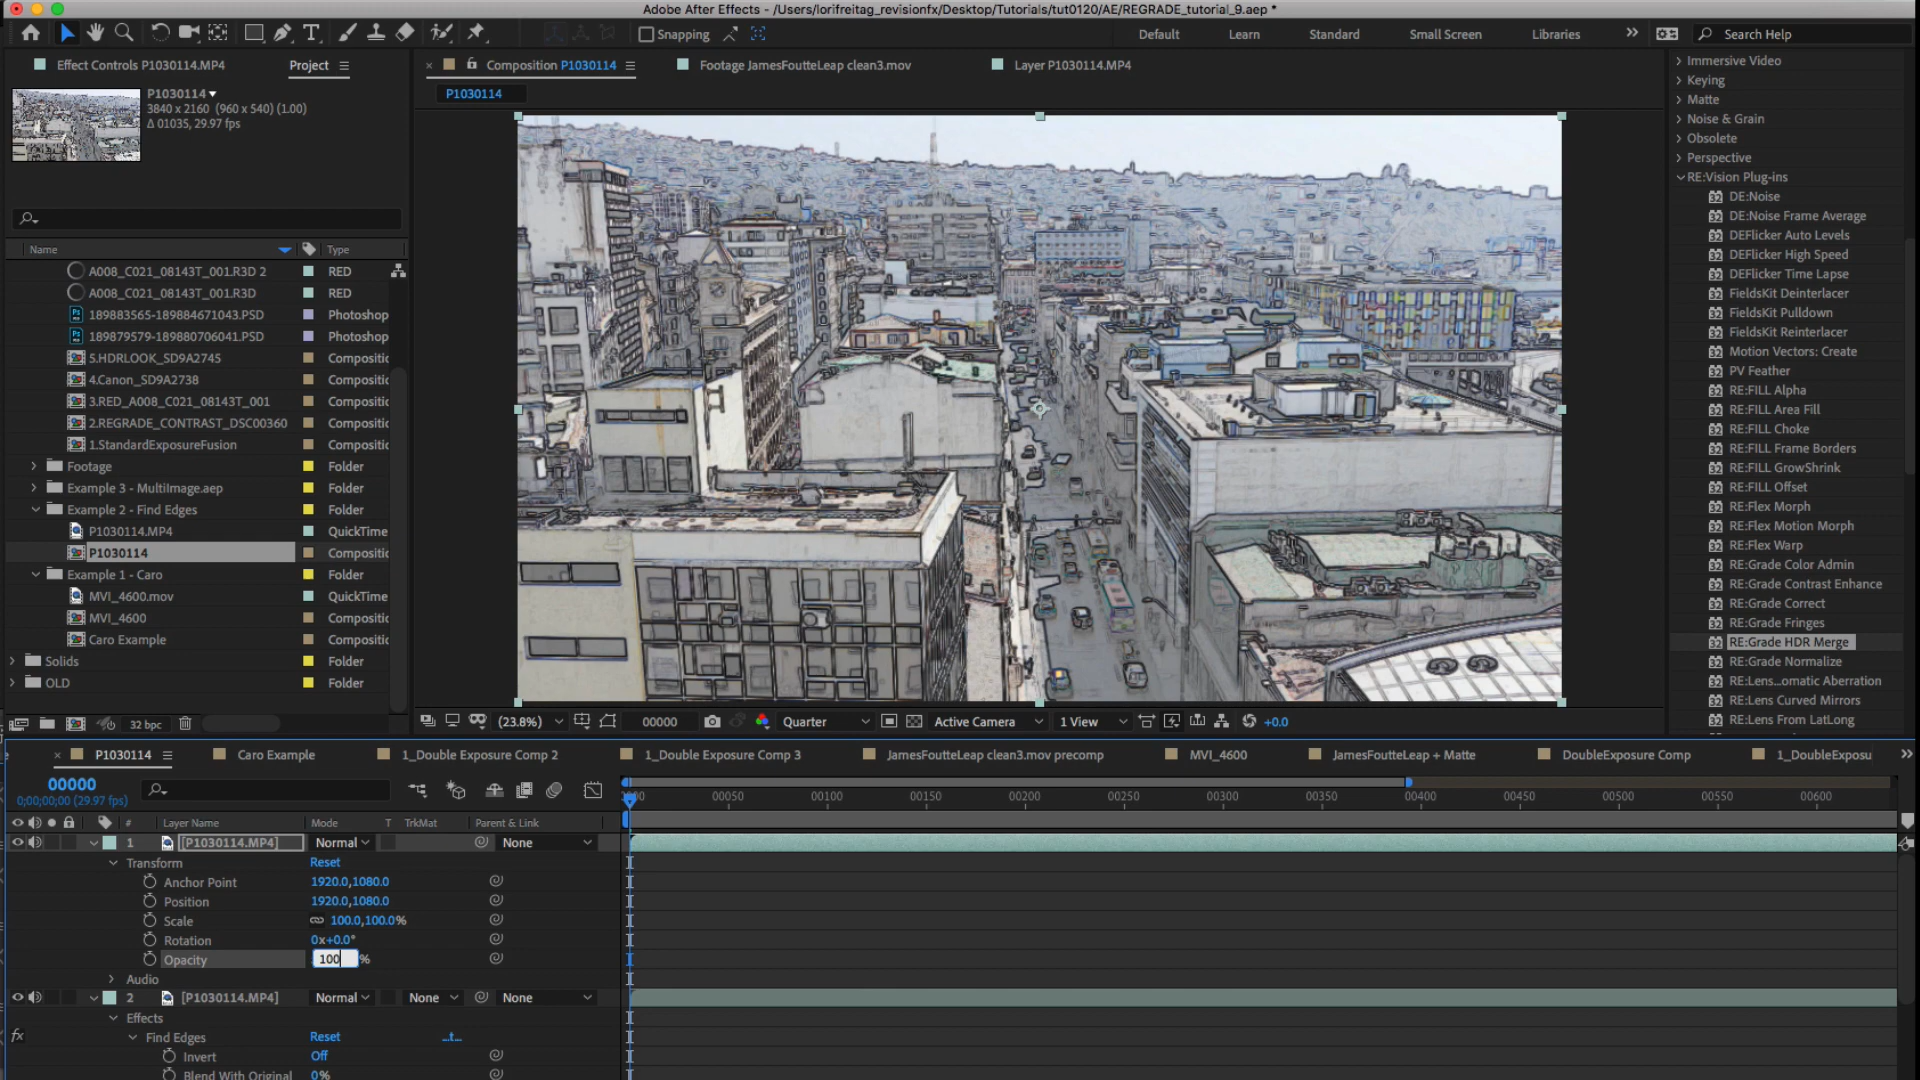 Adobe After Effects - /Users/lorifreitag_revisionfx/Desktop/Tutorials/tut0120/AE/REGRADE_tutorial_9.aep *
Snapping
Default
Learn
Standard
Small Screen
Libraries
Search Help
Effect Controls P1030114.MP4
Project
Composition P1030114
Footage JamesFoutteLeap clean3.mov
Layer P1030114.MP4
P1030114
P1030114
3840 x 2160 (960 x 540) (1.00)
Δ 01035, 29.97 fps
Name
Type
A008_C021_08143T_001.R3D 2 RED
A008_C021_08143T_001.R3D RED
189883565-189884671043.PSD Photoshop
189879579-189880706041.PSD Photoshop
5.HDRLOOK_SD9A2745 Compositic
4.Canon_SD9A2738 Compositic
3.RED_A008_C021_08143T_001 Compositic
2.REGRADE_CONTRAST_DSC00360 Compositic
1.StandardExposureFusion Compositic
Footage Folder
Example 3 - MultiImage.aep Folder
Example 2 - Find Edges Folder
P1030114.MP4 QuickTime
P1030114 Compositic
Example 1 - Caro Folder
MVI_4600.mov QuickTime
MVI_4600 Compositic
Caro Example Compositic
Solids Folder
OLD Folder
32 bpc
(23.8%)
00000
Quarter
Active Camera
1 View
+0.0
Immersive Video
Keying
Matte
Noise & Grain
Obsolete
Perspective
RE:Vision Plug-ins
DE:Noise
DE:Noise Frame Average
DEFlicker Auto Levels
DEFlicker High Speed
DEFlicker Time Lapse
FieldsKit Deinterlacer
FieldsKit Pulldown
FieldsKit Reinterlacer
Motion Vectors: Create
PV Feather
RE:FILL Alpha
RE:FILL Area Fill
RE:FILL Choke
RE:FILL Frame Borders
RE:FILL GrowShrink
RE:FILL Offset
RE:Flex Morph
RE:Flex Motion Morph
RE:Flex Warp
RE:Grade Color Admin
RE:Grade Contrast Enhance
RE:Grade Correct
RE:Grade Fringes
RE:Grade HDR Merge
RE:Grade Normalize
RE:Lens...omatic Aberration
RE:Lens Curved Mirrors
RE:Lens From LatLong
P1030114
Caro Example
1_Double Exposure Comp 2
1_Double Exposure Comp 3
JamesFoutteLeap clean3.mov precomp
MVI_4600
JamesFoutteLeap + Matte
DoubleExposure Comp
1_DoubleExposu
00000
0;00;00;00 (29.97 fps)
00050 00100 00150 00200 00250 00300 00350 00400 00450 00500 00550 00600
# Layer Name Mode T TrkMat Parent & Link
1 [P1030114.MP4] Normal None
Transform Reset
Anchor Point 1920.0,1080.0
Position 1920.0,1080.0
Scale 100.0,100.0%
Rotation 0x+0.0°
Opacity 100 %
Audio
2 [P1030114.MP4] Normal None None
Effects
fx Find Edges Reset ...t...
Invert Off
Blend With Original 0%